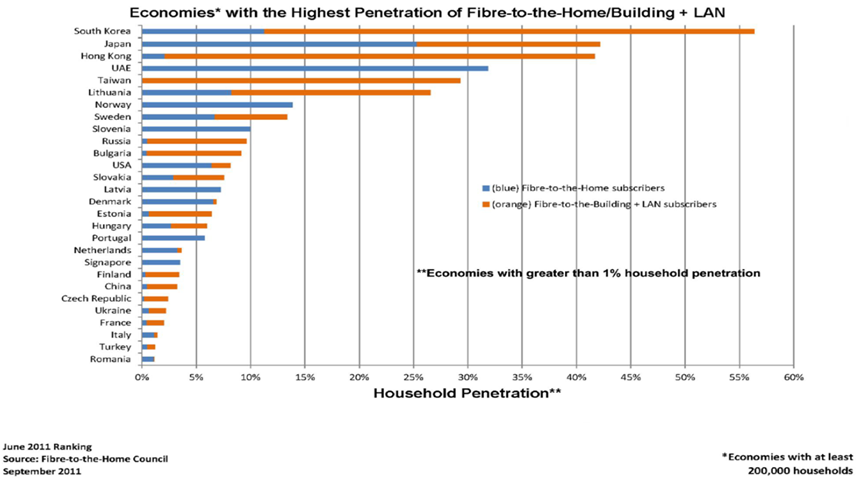 Economies* with the Highest Penetration of Fibre-to-the-Home/Building + LAN
South Korea
Japan
Hong Kong
UAE
Taiwan
Lithuania
Norway
Sweden
Slovenia
Russia
Bulgaria
USA
Slovakia
Latvia
Denmark
Estonia
Hungary
Portugal
Netherlands
Signapore
Finland
China
Czech Republic
Ukraine
France
Italy
Turkey
Romania
(blue) Fibre-to-the-Home subscribers
(orange) Fibre-to-the-Building + LAN subscribers
**Economies with greater than 1% household penetration
0% 5% 10% 15% 20% 25% 30% 35% 40% 45% 50% 55% 60%
Household Penetration**
June 2011 Ranking
Source: Fibre-to-the-Home Council
September 2011
*Economies with at least
200,000 households